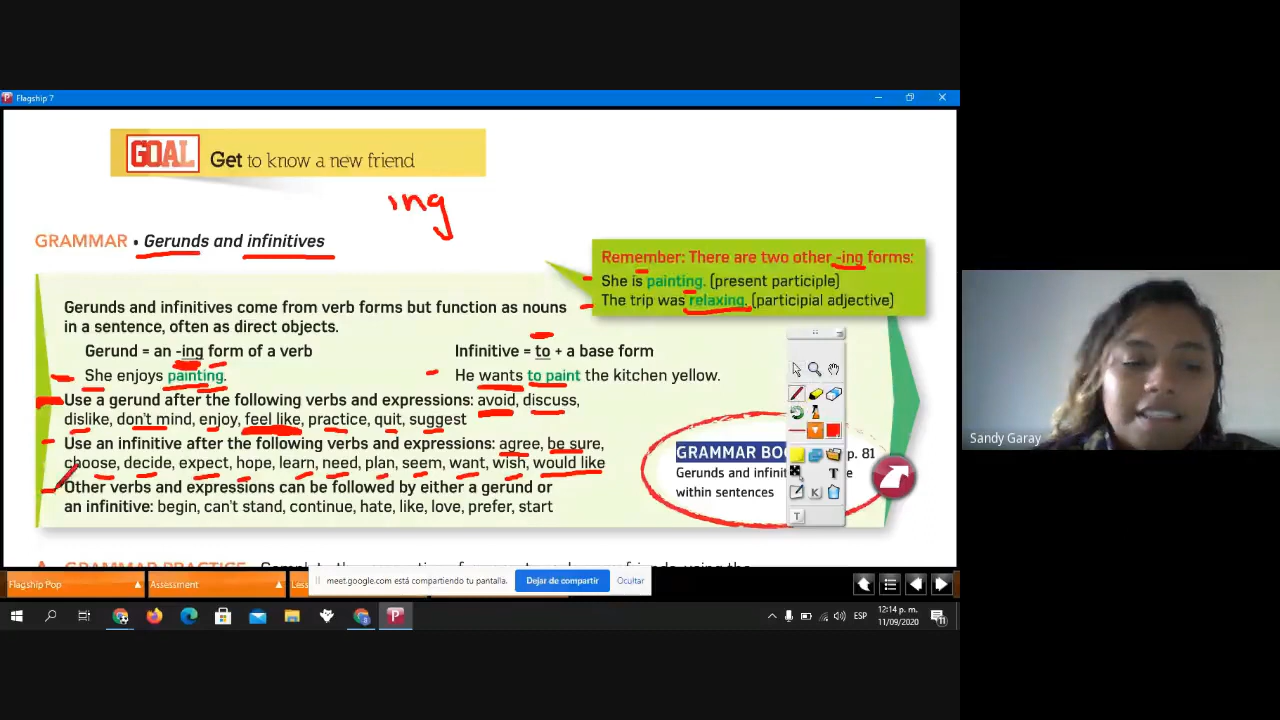 Flagship 7
GOAL Get to know a new friend
ing
GRAMMAR • Gerunds and infinitives
Remember: There are two other -ing forms:
She is painting. (present participle)
The trip was relaxing. (participial adjective)
Gerunds and infinitives come from verb forms but function as nouns
in a sentence, often as direct objects.
Gerund = an -ing form of a verb
Infinitive = to + a base form
She enjoys painting.
He wants to paint the kitchen yellow.
Use a gerund after the following verbs and expressions: avoid, discuss,
dislike, don't mind, enjoy, feel like, practice, quit, suggest
Use an infinitive after the following verbs and expressions: agree, be sure,
choose, decide, expect, hope, learn, need, plan, seem, want, wish, would like
Other verbs and expressions can be followed by either a gerund or
an infinitive: begin, can't stand, continue, hate, like, love, prefer, start
GRAMMAR BO p. 81
Gerunds and infinit e
within sentences
T
K
T
Sandy Garay
Flagship Pop
Assessment
Less
meet.google.com está compartiendo tu pantalla.
Dejar de compartir
Ocultar
ESP
12:14 p. m.
11/09/2020
11